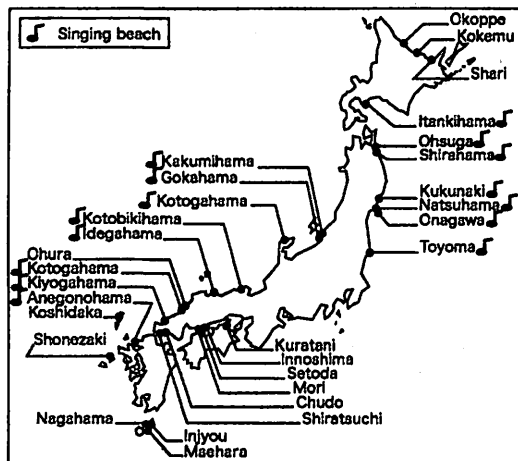 Singing beach
Okoppe
Kokemu
Shari
Itankihama
Ohsuga
Shirahama
Kakumihama
Gokahama
Kotogahama
Kukunaki
Natsuhama
Onagawa
Kotobikihama
Idegahama
Toyoma
Ohura
Kotogahama
Kiyogahama
Anegonohama
Koshidaka
Shonezaki
Kuratani
Innoshima
Setoda
Mori
Chudo
Shiratsuchi
Nagahama
Injyou
Maehara